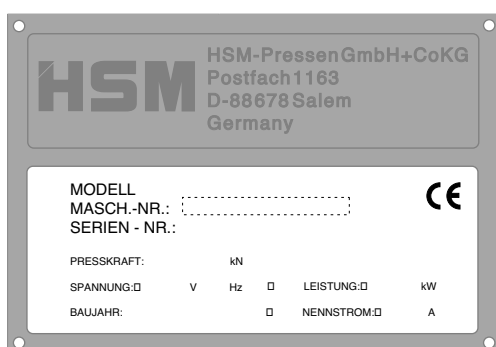 HSM
HSM-Pressen GmbH+CoKG
Postfach 1163
D-88678 Salem
Germany
MODELL
MASCH.-NR.:
SERIEN - NR.:
CE
PRESSKRAFT: kN
SPANNUNG: V Hz LEISTUNG: kW
BAUJAHR: NENNSTROM: A